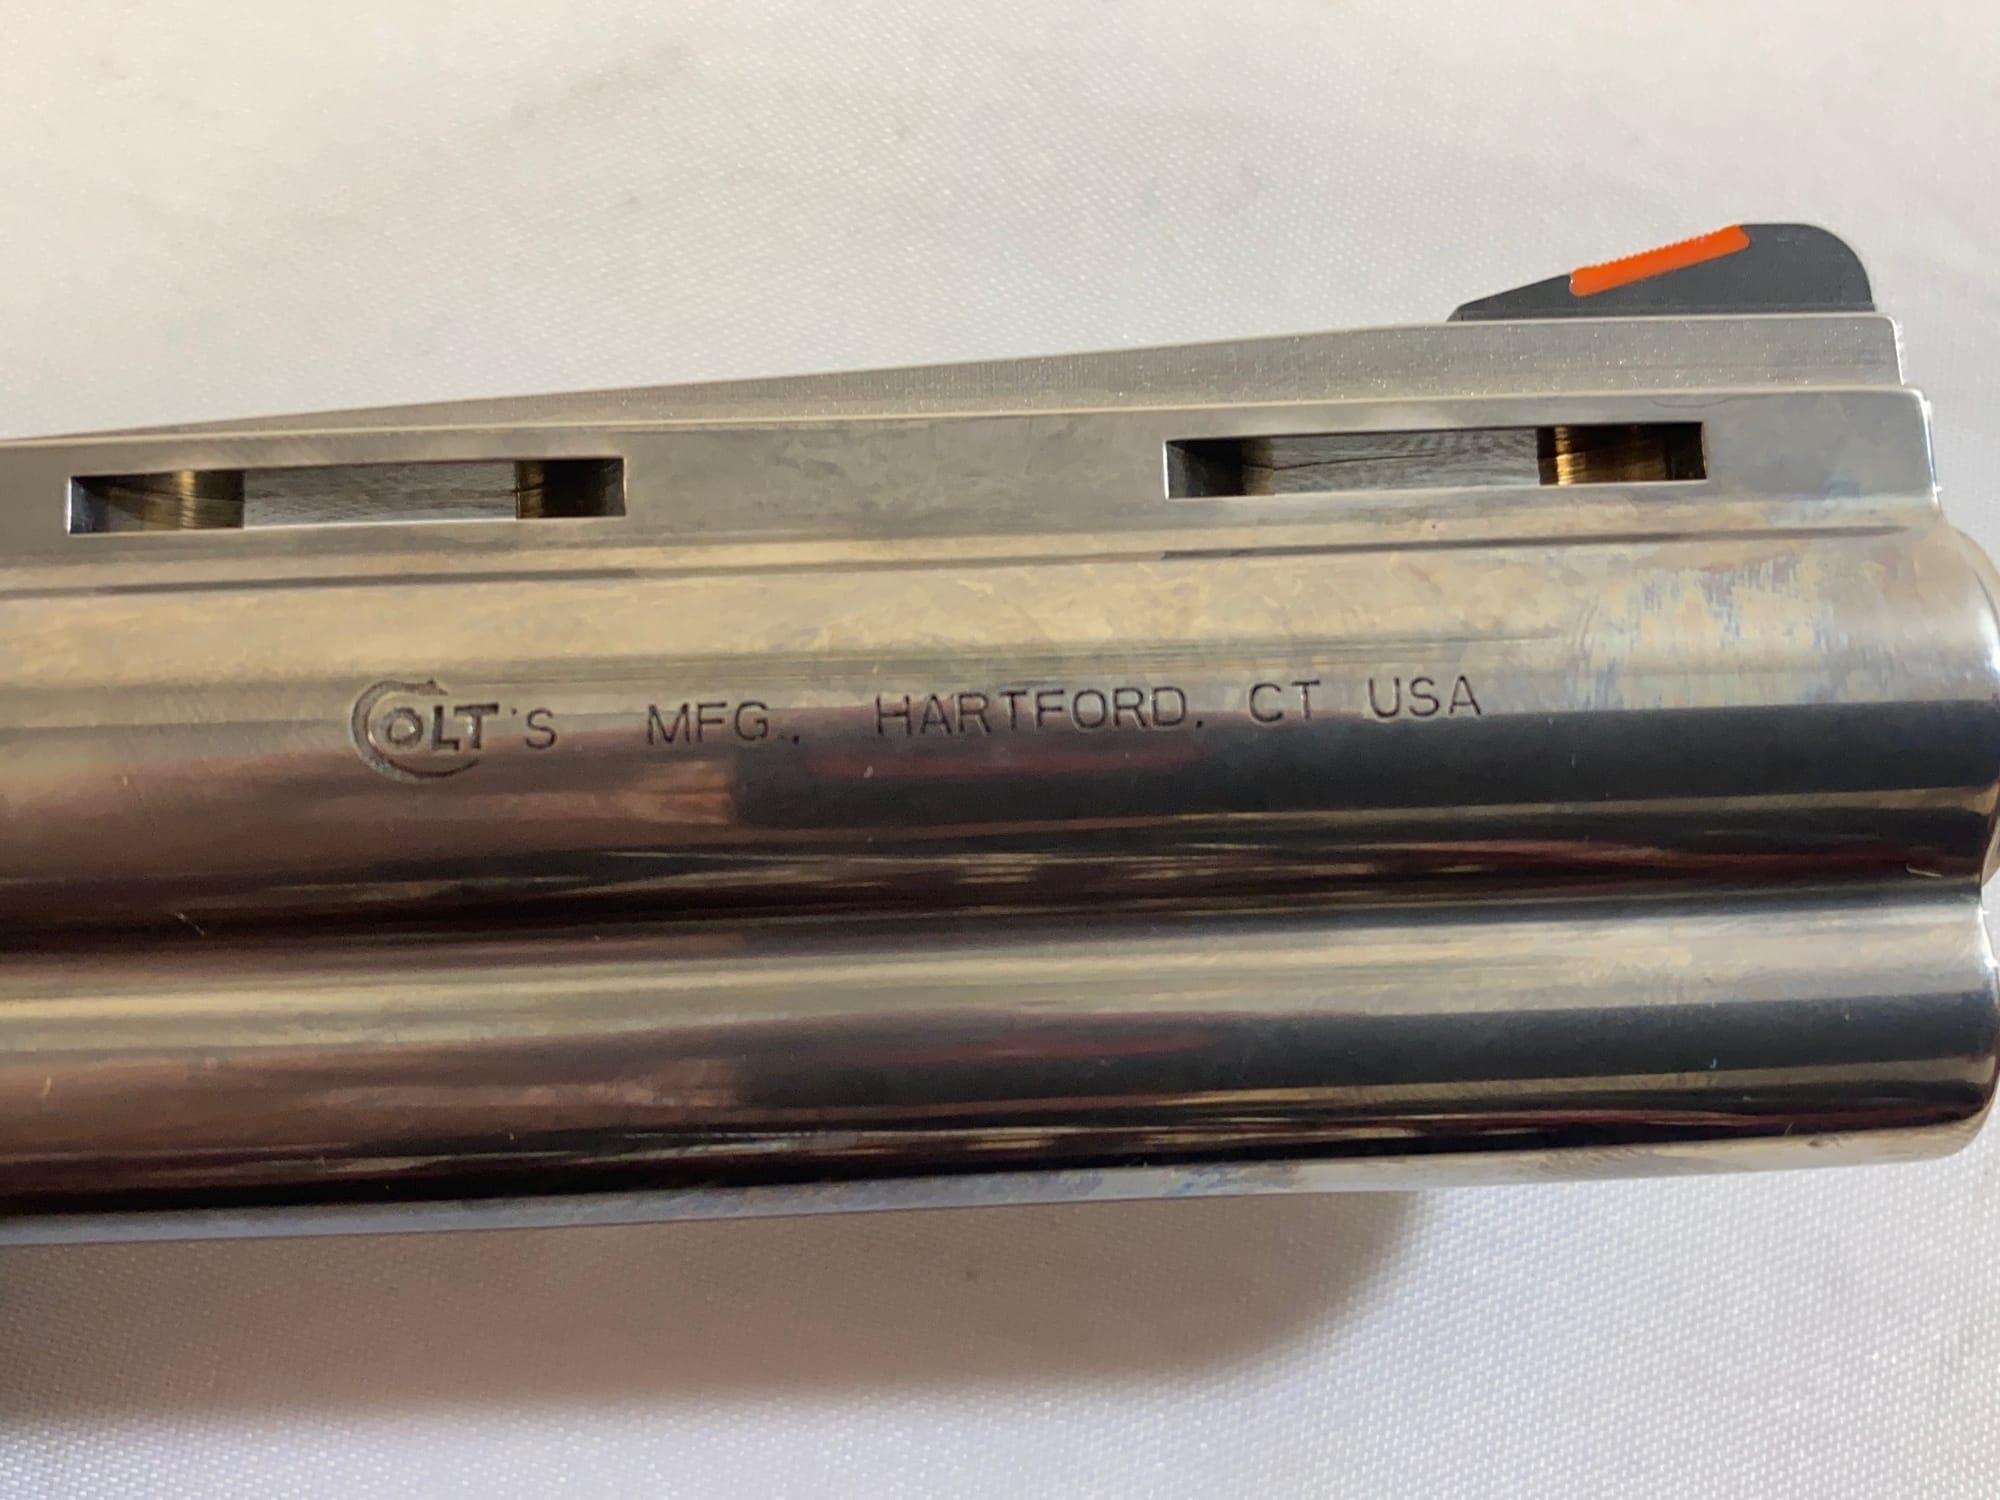 COLT'S MFG., HARTFORD, CT USA